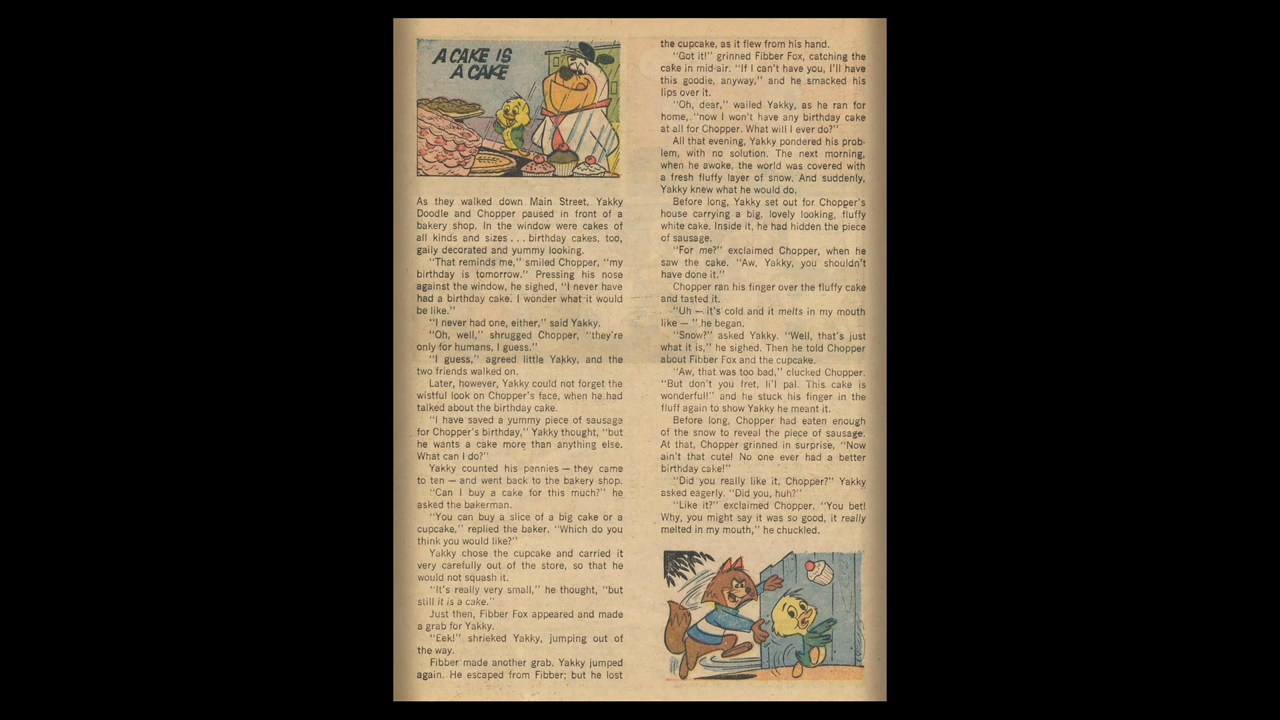 A CAKE IS
A CAKE
As they walked down Main Street, Yakky
Doodle and Chopper paused in front of a
bakery shop. In the window were cakes of
all kinds and sizes . . . birthday cakes, too,
gaily decorated and yummy looking.
"That reminds me," smiled Chopper, "my
birthday is tomorrow." Pressing his nose
against the window, he sighed, "I never have
had a birthday cake. I wonder what it would
be like."
"I never had one, either," said Yakky.
"Oh, well," shrugged Chopper, "they're
only for humans, I guess."
"I guess," agreed little Yakky, and the
two friends walked on.
Later, however, Yakky could not forget the
wistful look on Chopper's face, when he had
talked about the birthday cake.
"I have saved a yummy piece of sausage
for Chopper's birthday," Yakky thought, "but
he wants a cake more than anything else.
What can I do?"
Yakky counted his pennies — they came
to ten — and went back to the bakery shop.
"Can I buy a cake for this much?" he
asked the bakerman.
"You can buy a slice of a big cake or a
cupcake," replied the baker. "Which do you
think you would like?"
Yakky chose the cupcake and carried it
very carefully out of the store, so that he
would not squash it.
"It's really very small," he thought, "but
still it is a cake."
Just then, Fibber Fox appeared and made
a grab for Yakky.
"Eek!" shrieked Yakky, jumping out of
the way.
Fibber made another grab. Yakky jumped
again. He escaped from Fibber; but he lost
the cupcake, as it flew from his hand.
"Got it!" grinned Fibber Fox, catching the
cake in mid-air. "If I can't have you, I'll have
this goodie, anyway," and he smacked his
lips over it.
"Oh, dear," wailed Yakky, as he ran for
home, "now I won't have any birthday cake
at all for Chopper. What will I ever do?"
All that evening, Yakky pondered his prob-
lem, with no solution. The next morning,
when he awoke, the world was covered with
a fresh fluffy layer of snow. And suddenly,
Yakky knew what he would do.
Before long, Yakky set out for Chopper's
house carrying a big, lovely looking, fluffy
white cake. Inside it, he had hidden the piece
of sausage.
"For me?" exclaimed Chopper, when he
saw the cake. "Aw, Yakky, you shouldn't
have done it."
Chopper ran his finger over the fluffy cake
and tasted it.
"Uh — it's cold and it melts in my mouth
like — " he began.
"Snow?" asked Yakky. "Well, that's just
what it is," he sighed. Then he told Chopper
about Fibber Fox and the cupcake.
"Aw, that was too bad," clucked Chopper.
"But don't you fret, li'l pal. This cake is
wonderful!" and he stuck his finger in the
fluff again to show Yakky he meant it.
Before long, Chopper had eaten enough
of the snow to reveal the piece of sausage.
At that, Chopper grinned in surprise, "Now
ain't that cute! No one ever had a better
birthday cake!"
"Did you really like it, Chopper?" Yakky
asked eagerly. "Did you, huh?"
"Like it?" exclaimed Chopper. "You bet!
Why, you might say it was so good, it really
melted in my mouth," he chuckled.